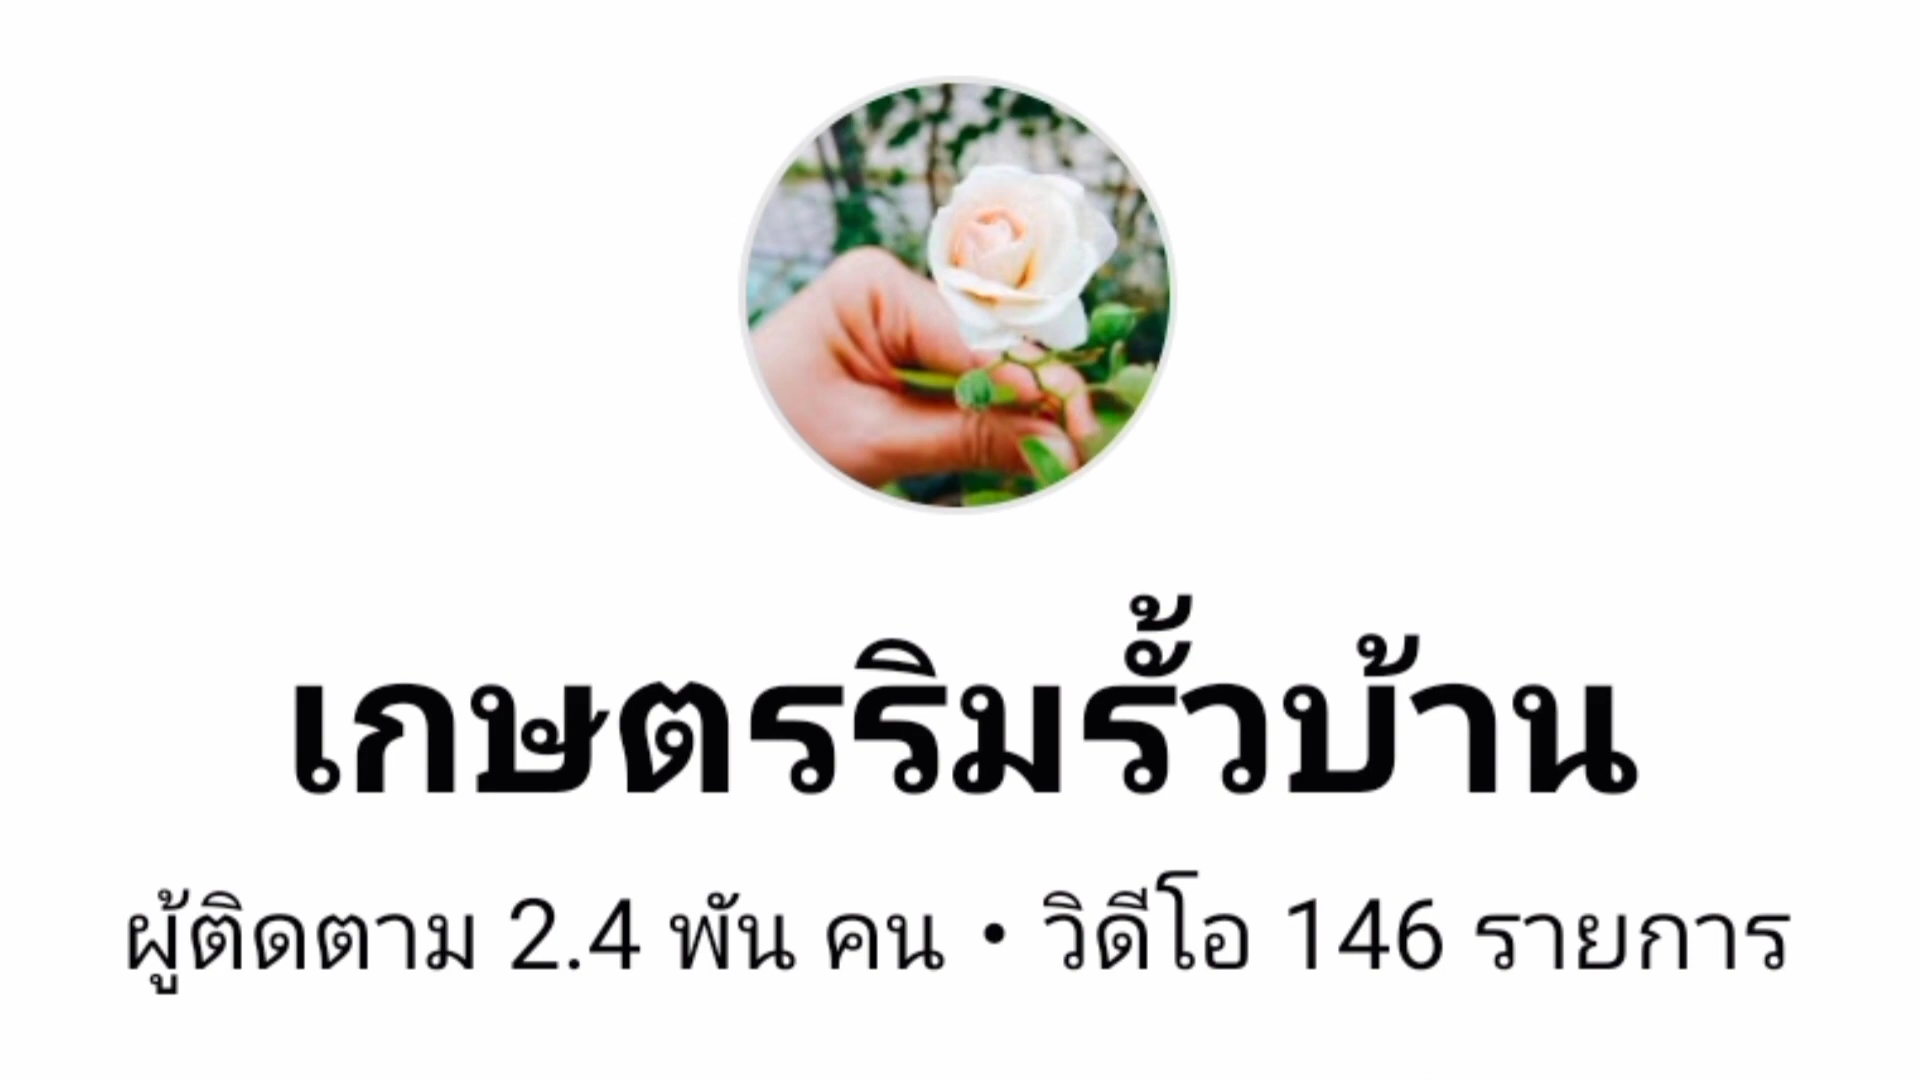 เกษตรริมรั้วบ้าน
ผู้ติดตาม 2.4 พัน คน • วิดีโอ 146 รายการ